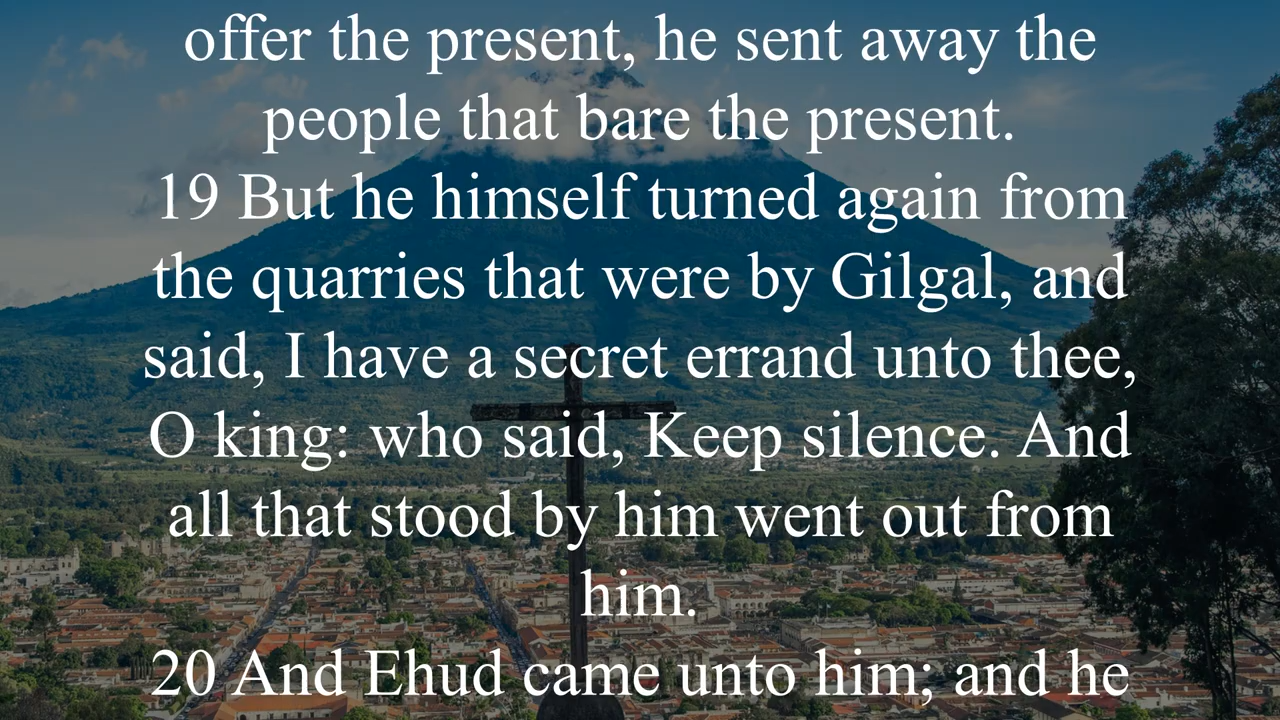 offer the present, he sent away the
people that bare the present.
19 But he himself turned again from
the quarries that were by Gilgal, and
said, I have a secret errand unto thee,
O king: who said, Keep silence. And
all that stood by him went out from
him.
20 And Ehud came unto him; and he